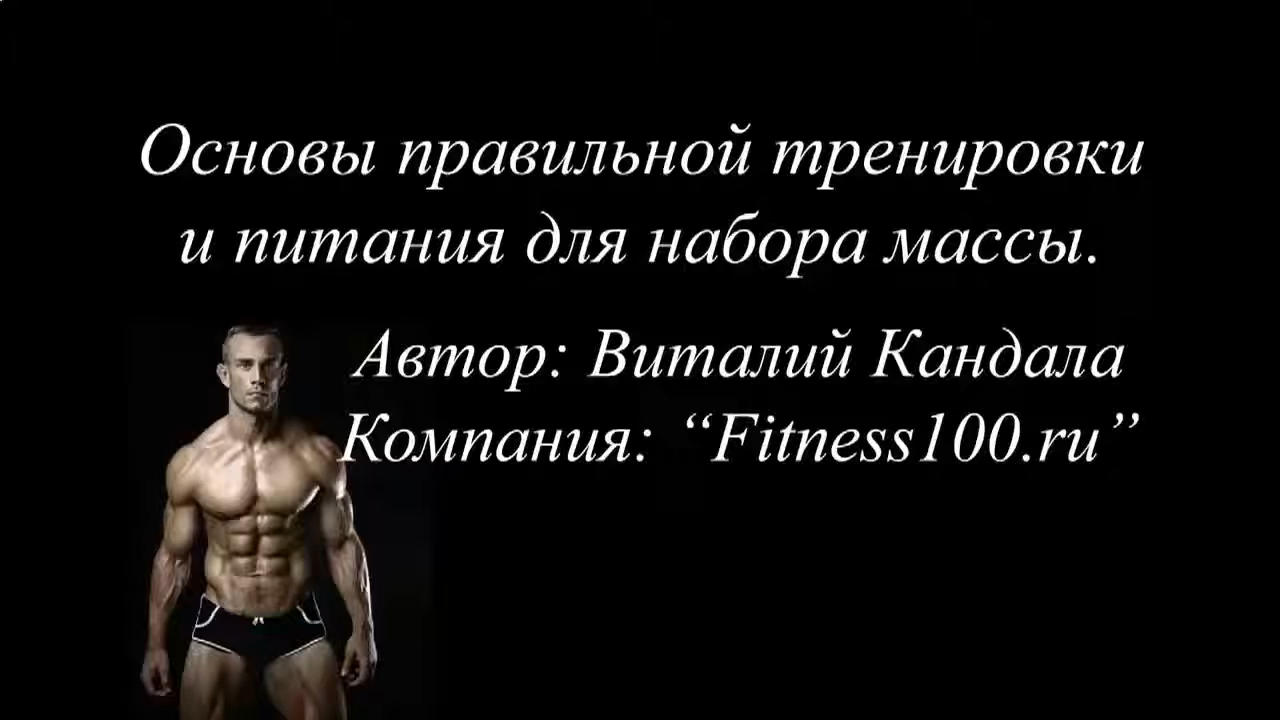 Основы правильной тренировки
и питания для набора массы.
Автор: Виталий Кандала
Компания: “Fitness100.ru”